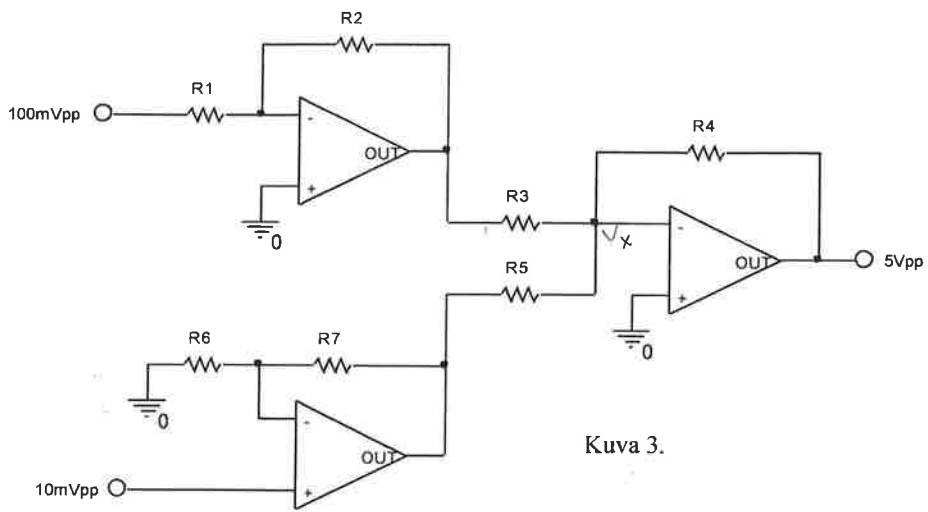 R2
R1
100mVpp
-
OUT
+
0
R4
R3
Vx
-
OUT
5Vpp
+
0
R5
R6
R7
0
-
OUT
10mVpp
+
Kuva 3.